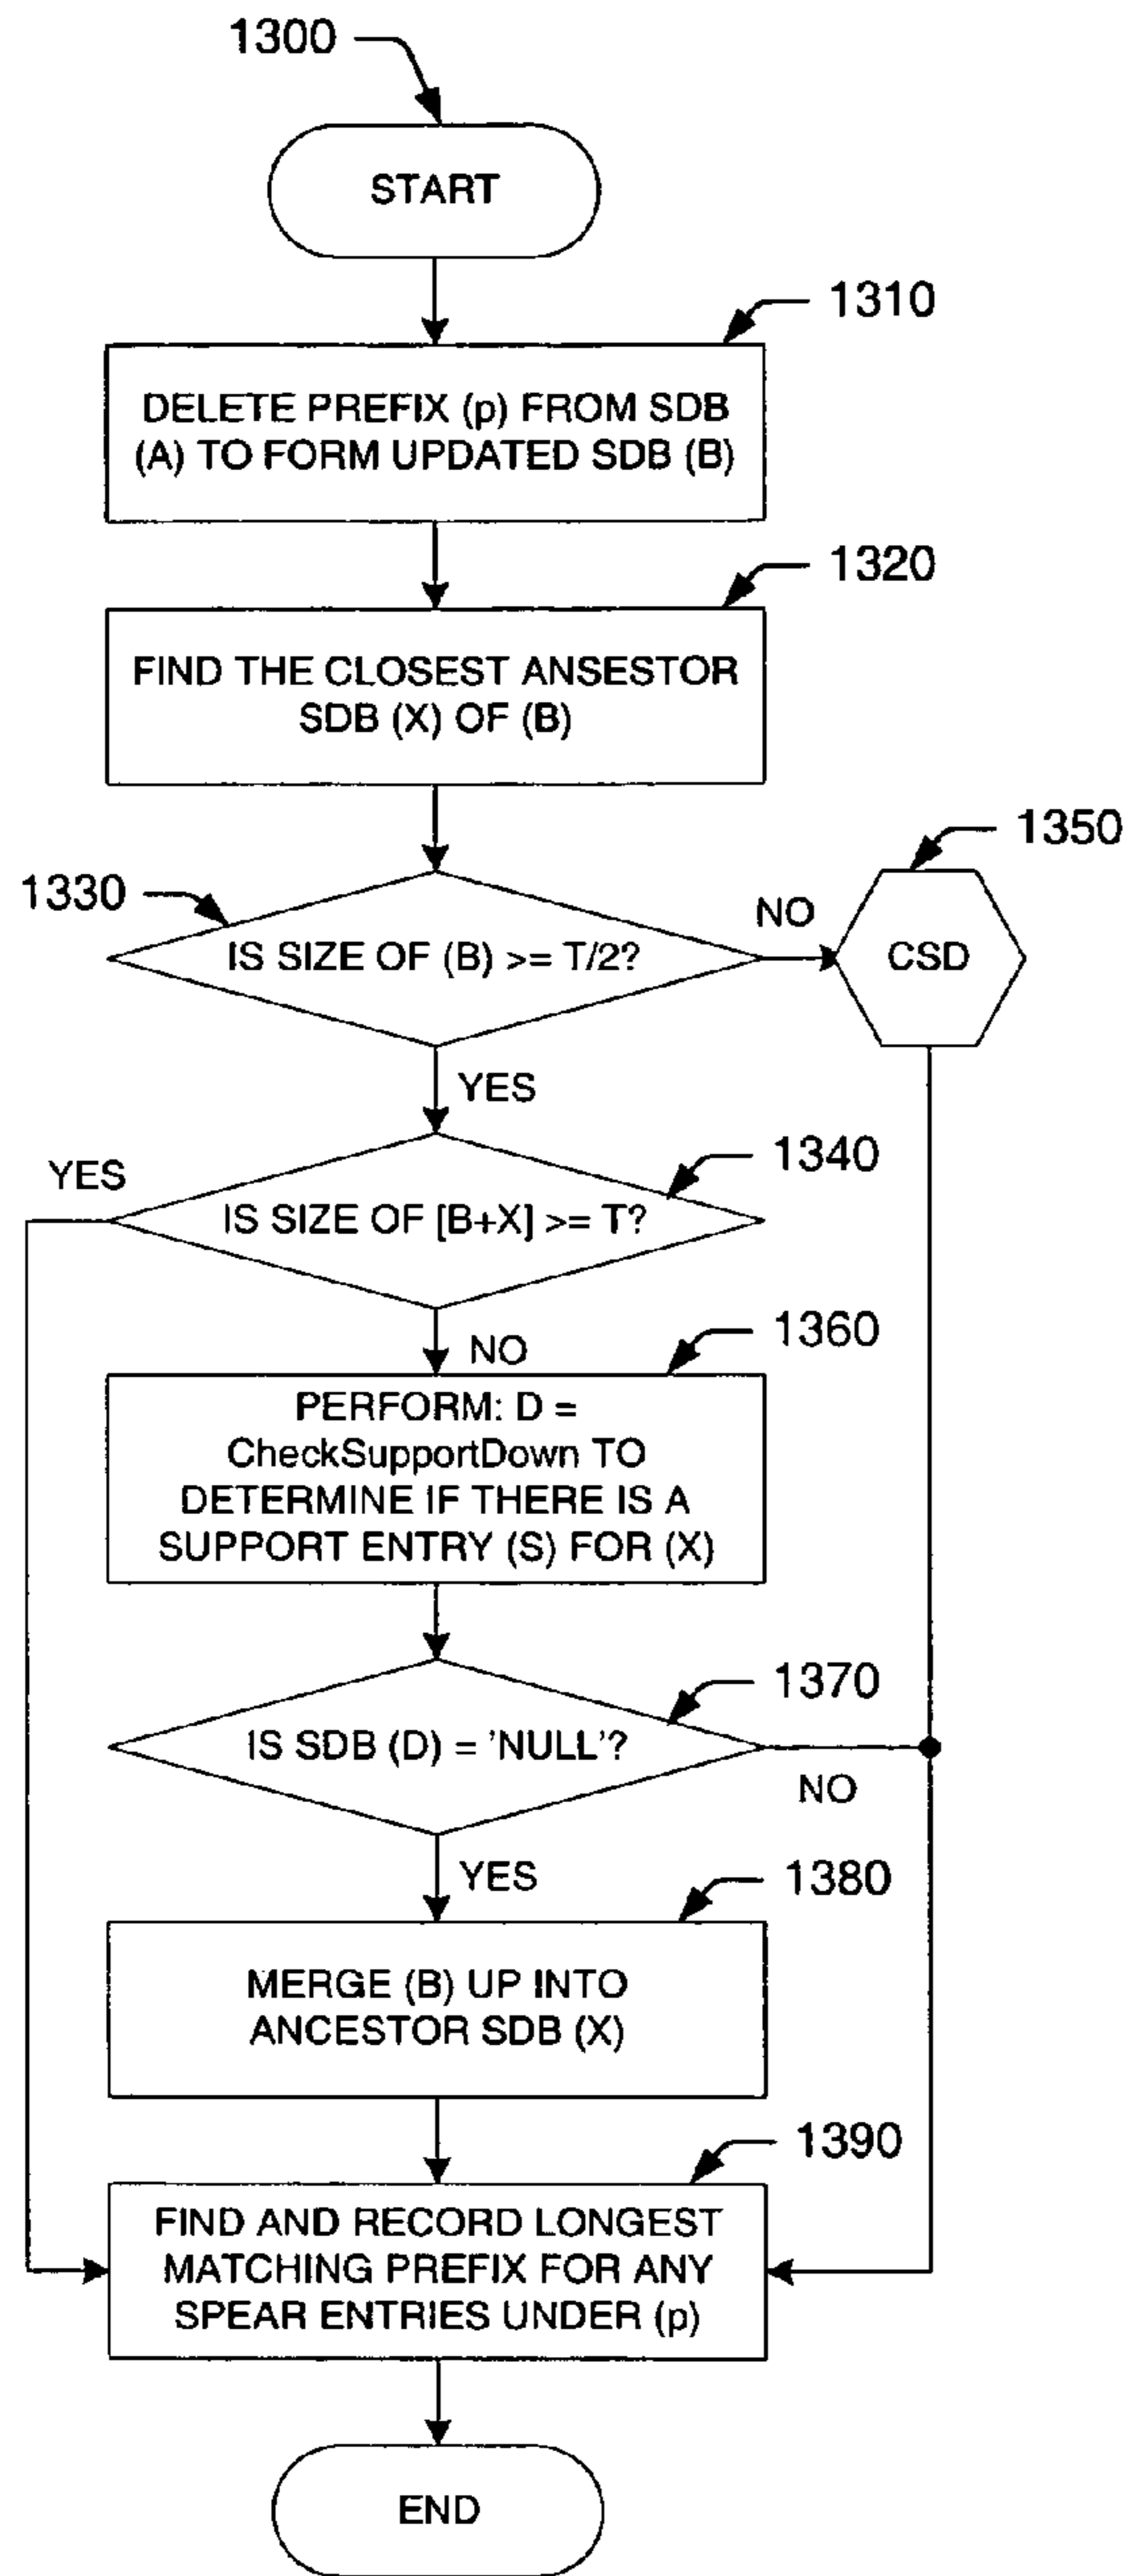 1300
START
1310
DELETE PREFIX (p) FROM SDB
(A) TO FORM UPDATED SDB (B)
1320
FIND THE CLOSEST ANSESTOR
SDB (X) OF (B)
1350
1330
NO
IS SIZE OF (B) >= T/2?
CSD
YES
1340
YES
IS SIZE OF [B+X] >= T?
1360
NO
PERFORM: D =
CheckSupportDown TO
DETERMINE IF THERE IS A
SUPPORT ENTRY (S) FOR (X)
1370
IS SDB (D) = 'NULL'?
NO
YES
1380
MERGE (B) UP INTO
ANCESTOR SDB (X)
1390
FIND AND RECORD LONGEST
MATCHING PREFIX FOR ANY
SPEAR ENTRIES UNDER (p)
END